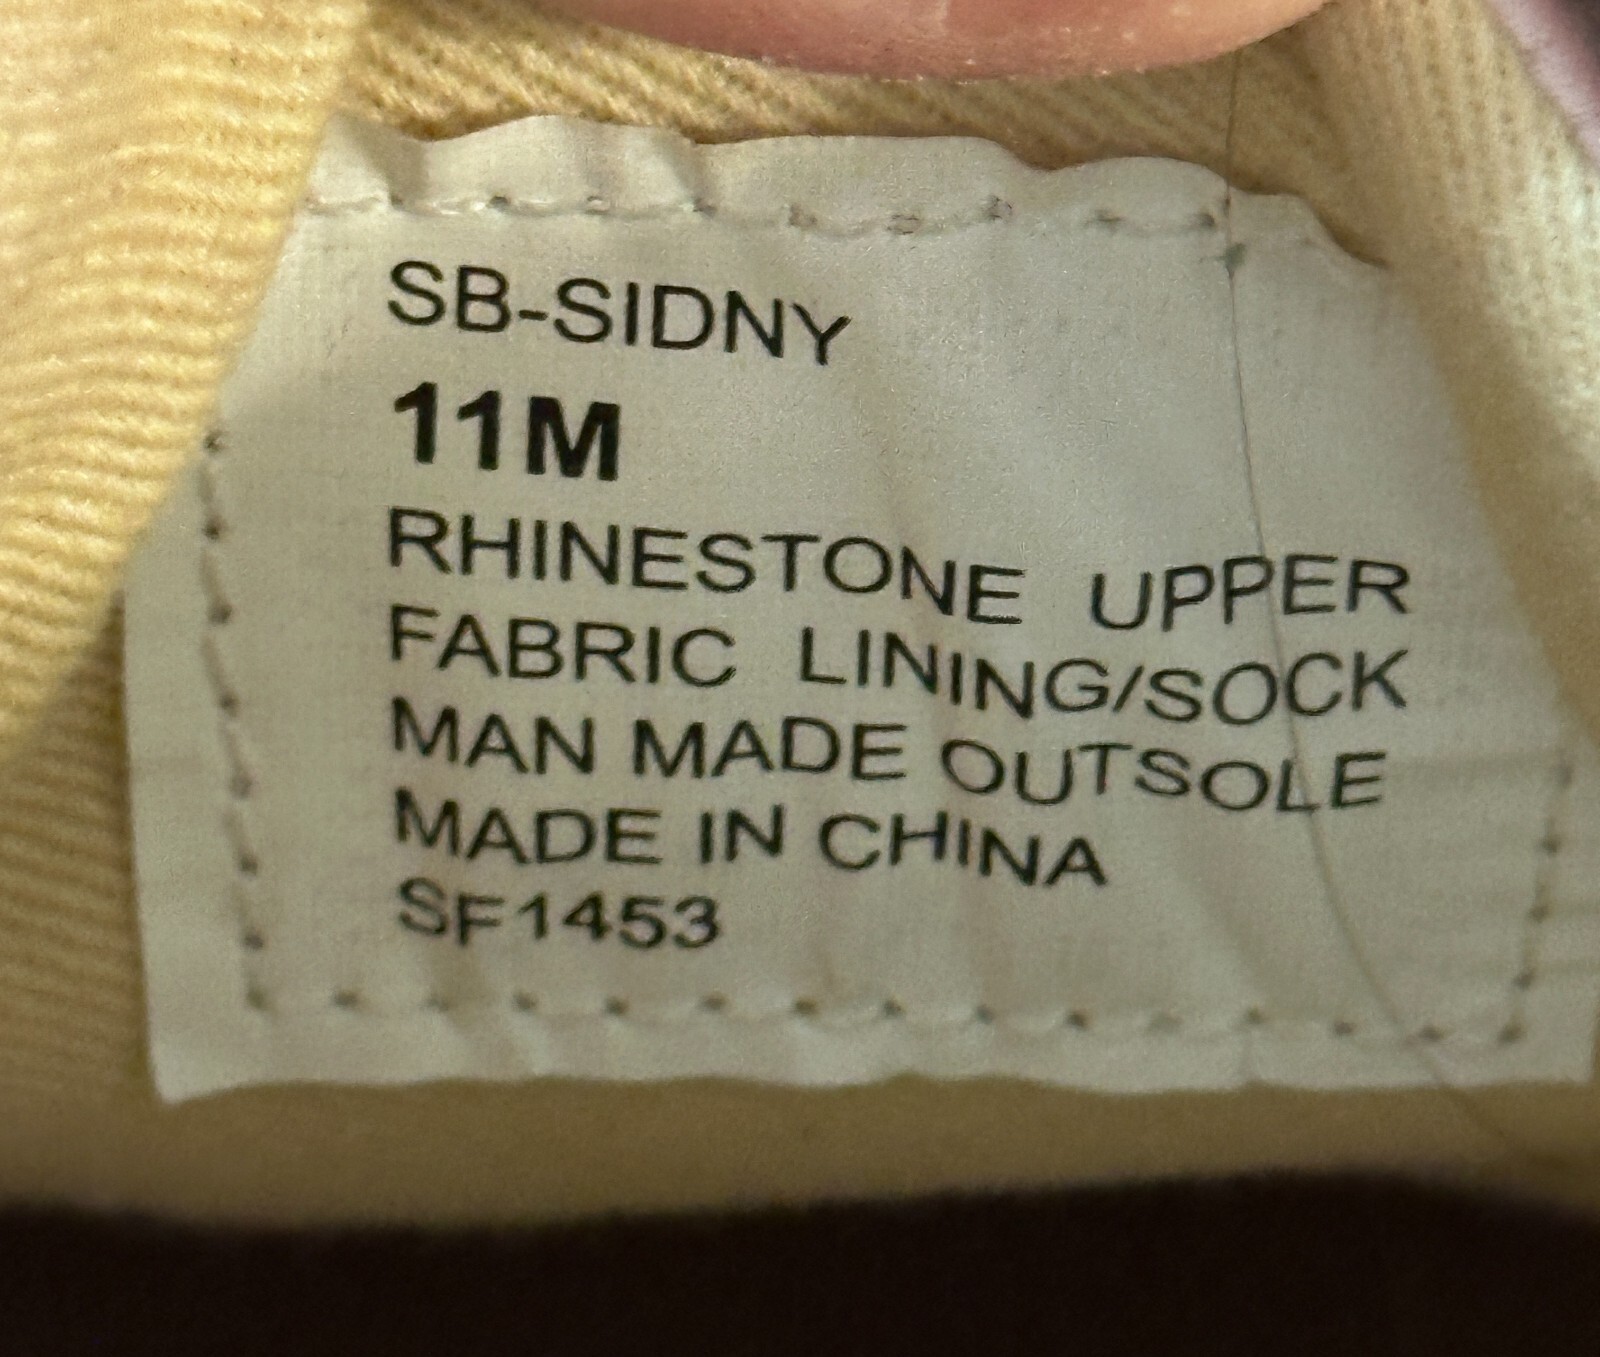 SB-SIDNY
11M
RHINESTONE UPPER
FABRIC LINING/SOCK
MAN MADE OUTSOLE
MADE IN CHINA
SF1453